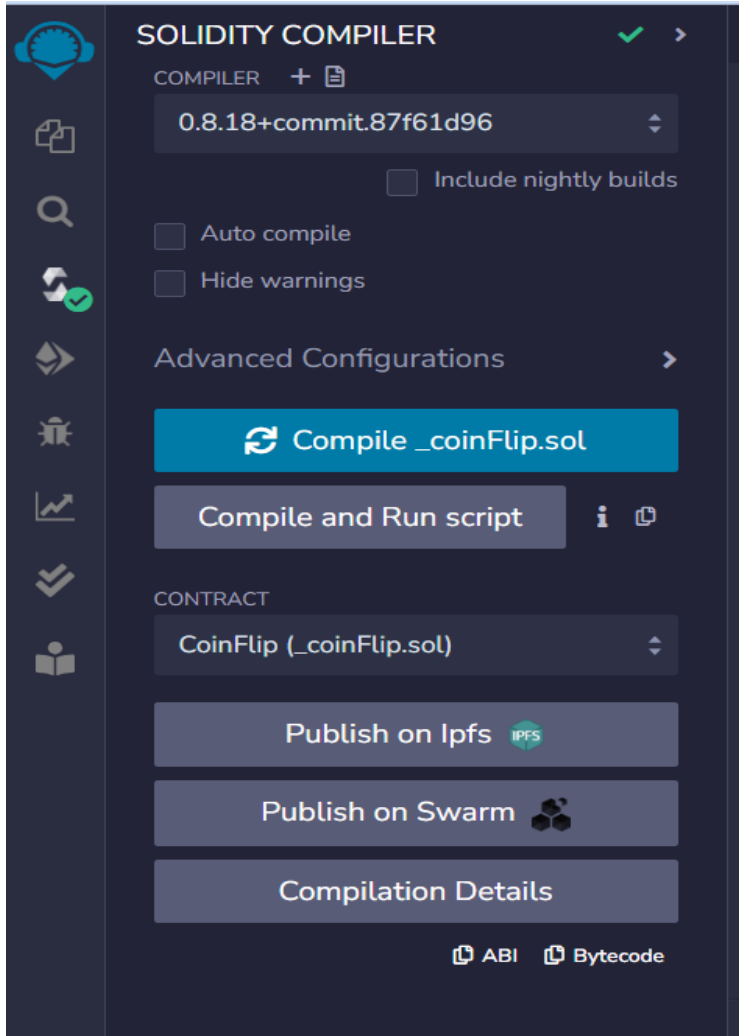 SOLIDITY COMPILER
COMPILER
0.8.18+commit.87f61d96
Include nightly builds
Auto compile
Hide warnings
Advanced Configurations
Compile _coinFlip.sol
Compile and Run script
CONTRACT
CoinFlip (_coinFlip.sol)
Publish on Ipfs IPFS
Publish on Swarm
Compilation Details
ABI Bytecode